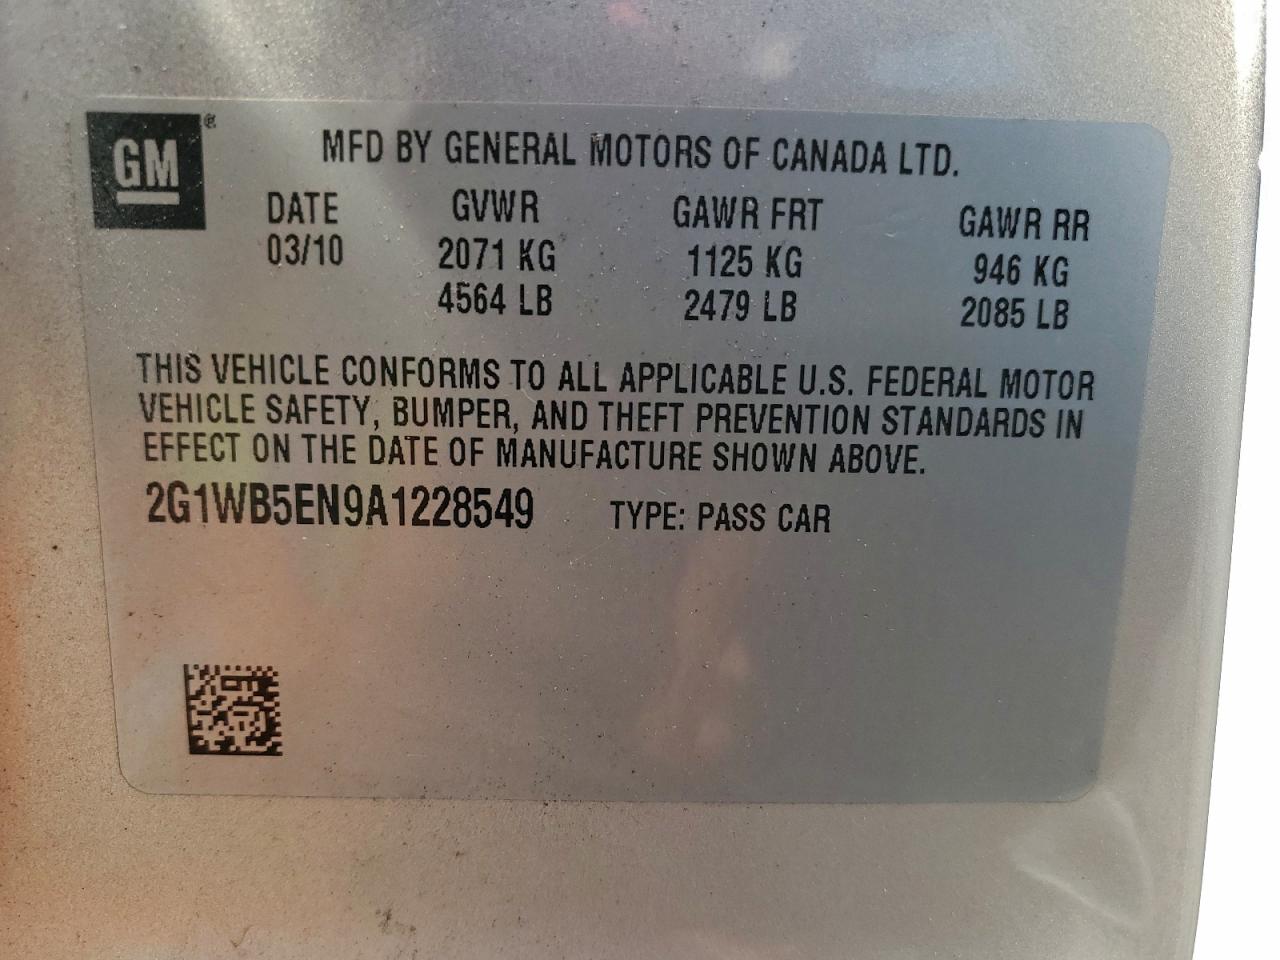 GM®
MFD BY GENERAL MOTORS OF CANADA LTD.
DATE GVWR GAWR FRT GAWR RR
03/10 2071 KG 1125 KG 946 KG
4564 LB 2479 LB 2085 LB
THIS VEHICLE CONFORMS TO ALL APPLICABLE U.S. FEDERAL MOTOR
VEHICLE SAFETY, BUMPER, AND THEFT PREVENTION STANDARDS IN
EFFECT ON THE DATE OF MANUFACTURE SHOWN ABOVE.
2G1WB5EN9A1228549 TYPE: PASS CAR